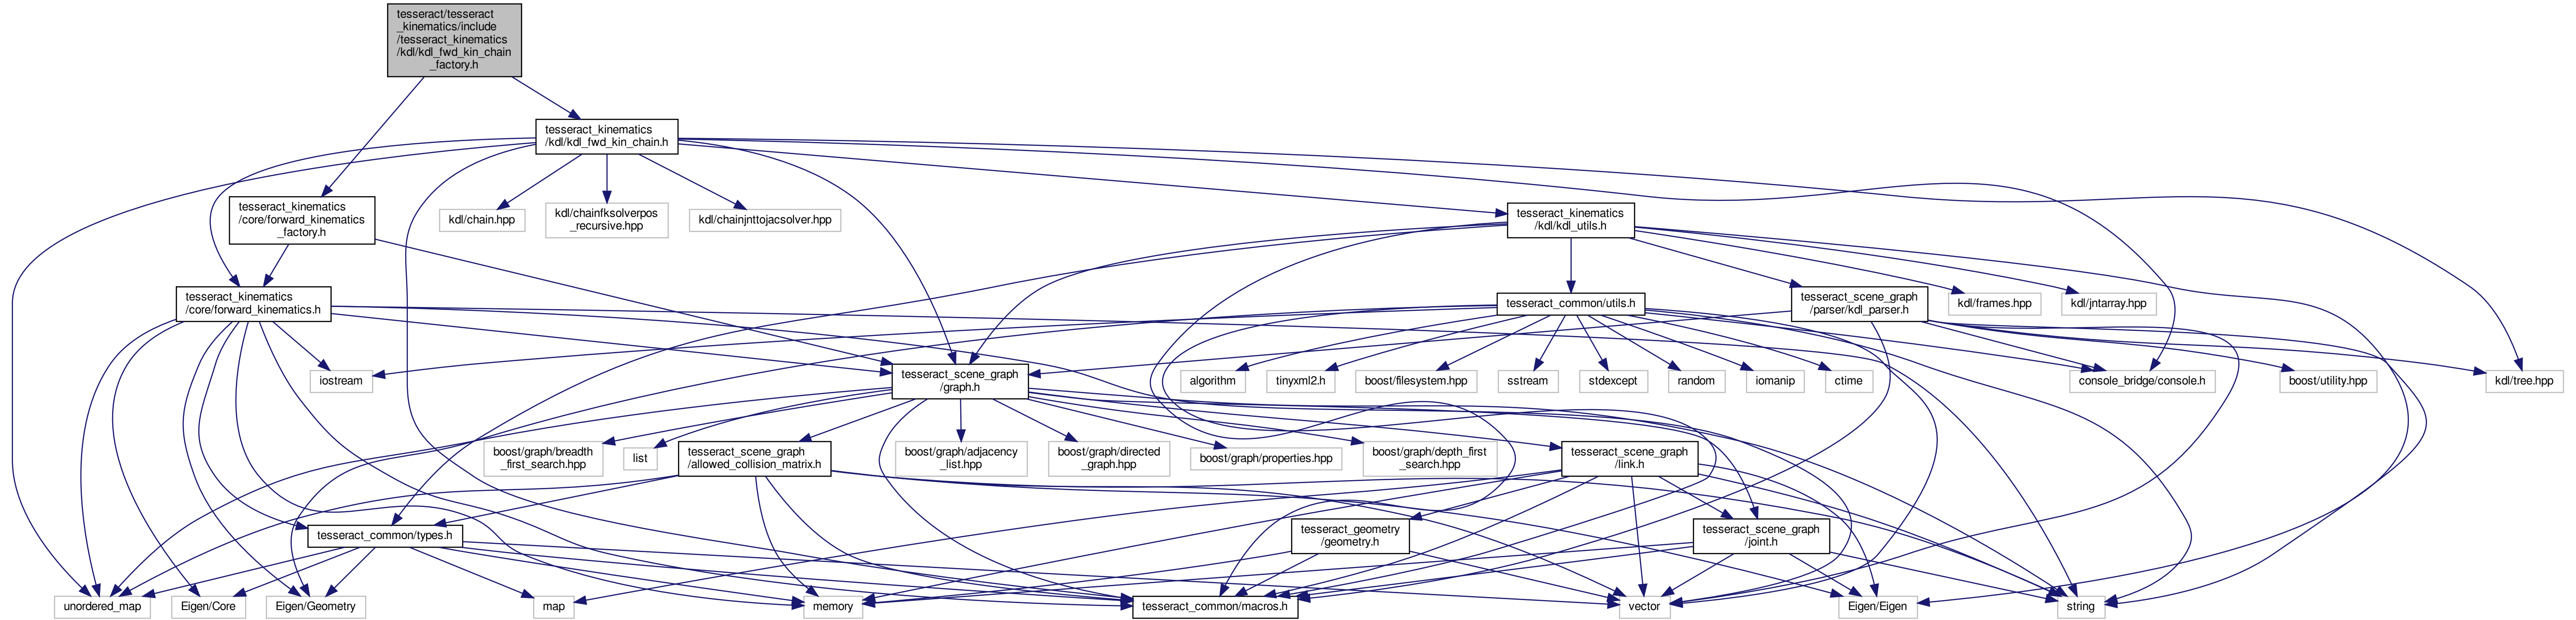 tesseract/tesseract
_kinematics/include
/tesseract_kinematics
/kdl/kdl_fwd_kin_chain
_factory.h
tesseract_kinematics
/kdl/kdl_fwd_kin_chain.h
tesseract_kinematics
/core/forward_kinematics
_factory.h
kdl/chain.hpp
kdl/chainfksolverpos
_recursive.hpp
kdl/chainjnttojacsolver.hpp
tesseract_kinematics
/kdl/kdl_utils.h
tesseract_kinematics
/core/forward_kinematics.h
tesseract_common/utils.h
tesseract_scene_graph
/parser/kdl_parser.h
kdl/frames.hpp
kdl/jntarray.hpp
iostream
tesseract_scene_graph
/graph.h
algorithm
tinyxml2.h
boost/filesystem.hpp
sstream
stdexcept
random
iomanip
ctime
console_bridge/console.h
boost/utility.hpp
kdl/tree.hpp
boost/graph/breadth
_first_search.hpp
list
tesseract_scene_graph
/allowed_collision_matrix.h
boost/graph/adjacency
_list.hpp
boost/graph/directed
_graph.hpp
boost/graph/properties.hpp
boost/graph/depth_first
_search.hpp
tesseract_scene_graph
/link.h
tesseract_common/types.h
tesseract_geometry
/geometry.h
tesseract_scene_graph
/joint.h
unordered_map
Eigen/Core
Eigen/Geometry
map
memory
tesseract_common/macros.h
vector
Eigen/Eigen
string